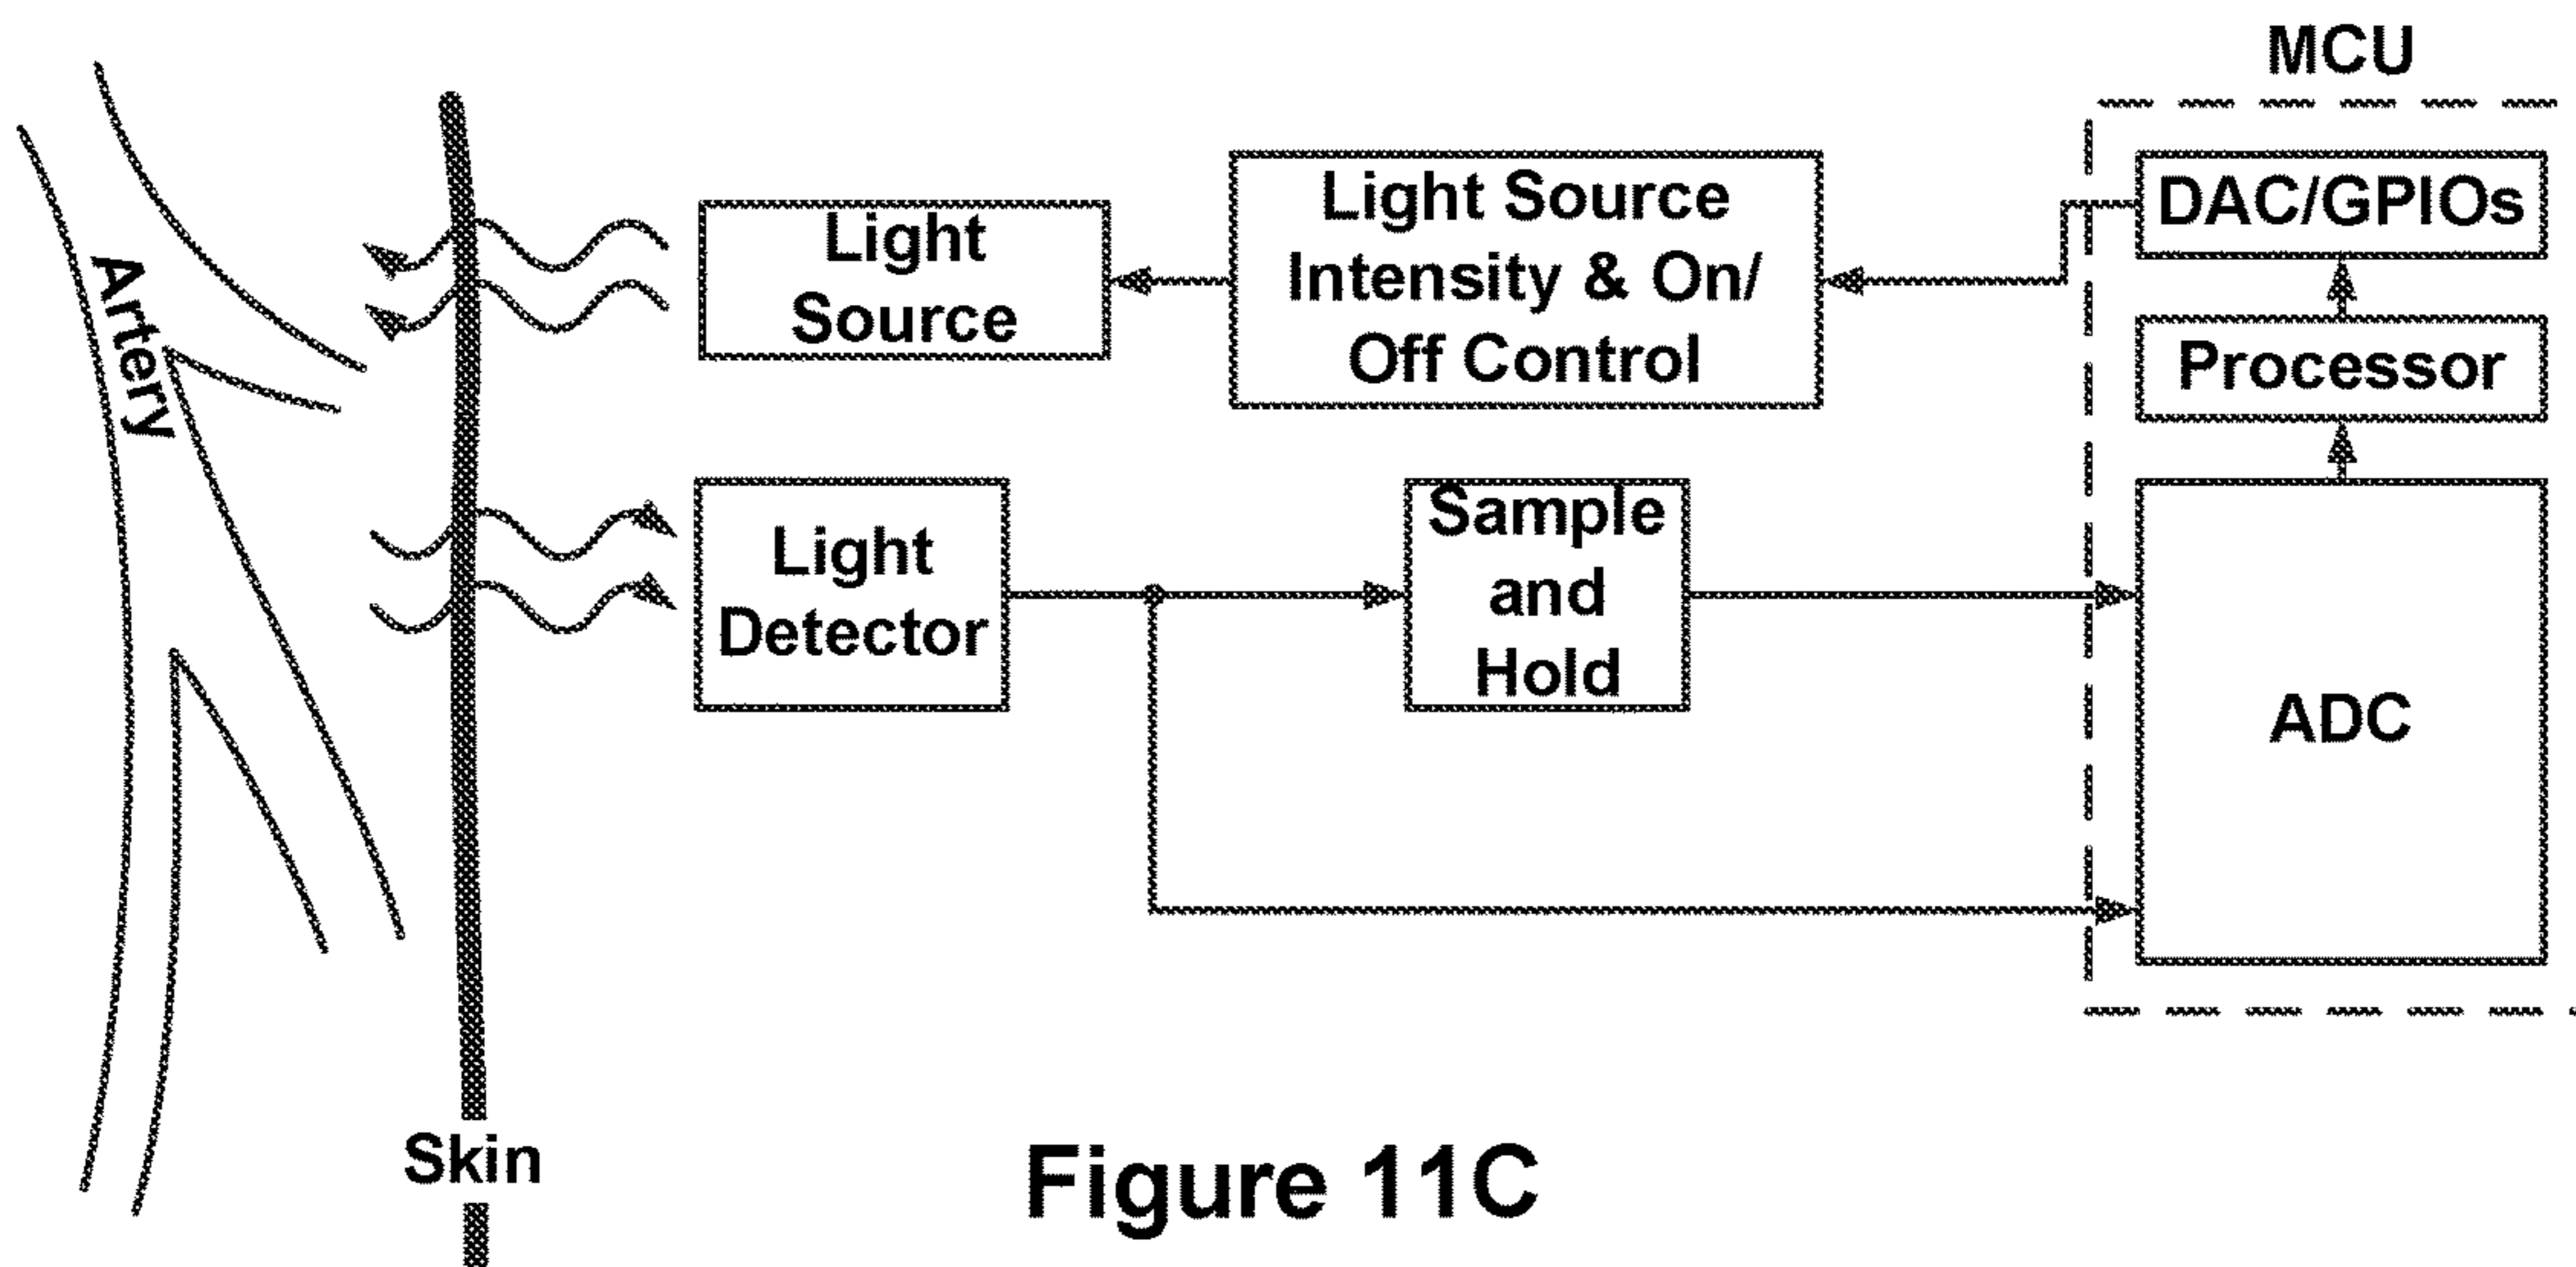 MCU
Light Source
Intensity & On/
Off Control
DAC/GPIOs
Light
Source
Artery
Processor
Light
Detector
Sample
and
Hold
ADC
Skin
Figure 11C